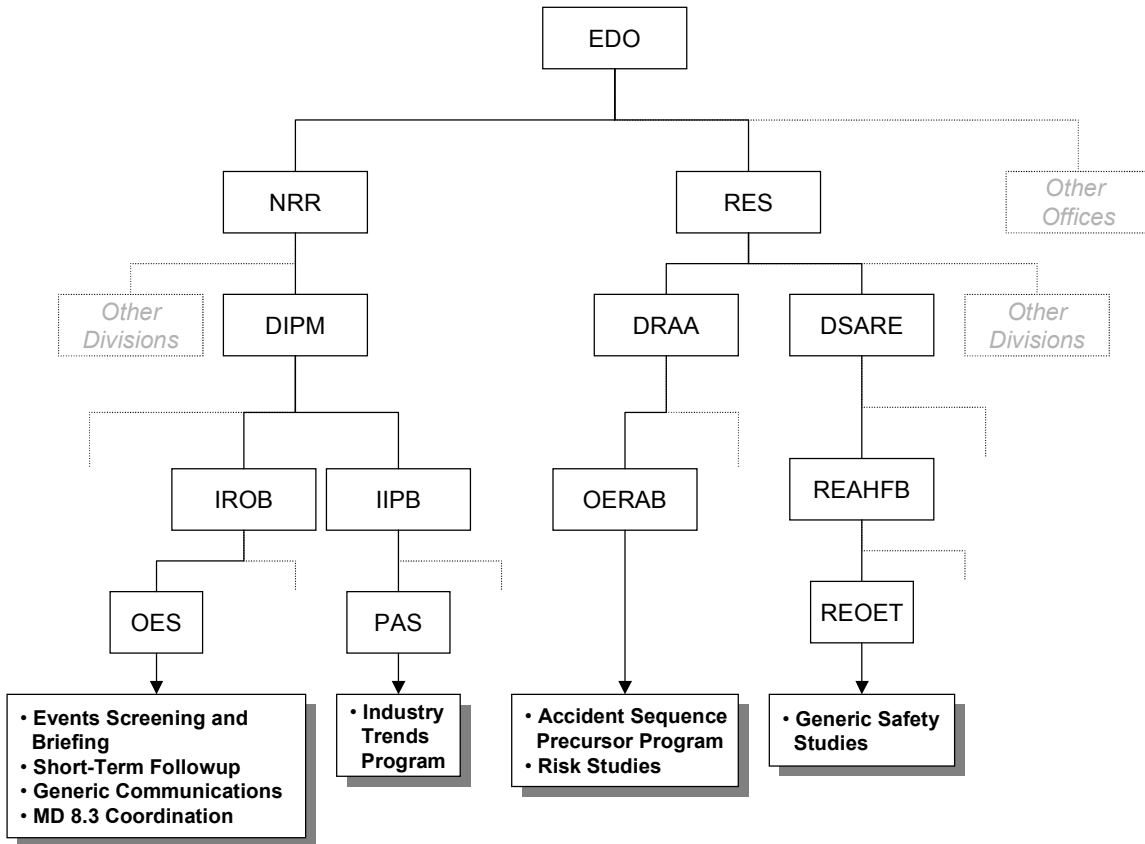 EDO
NRR
RES
Other
Offices
Other
Divisions
DIPM
DRAA
DSARE
Other
Divisions
IROB
IIPB
OERAB
REAHFB
OES
PAS
REOET
• Events Screening and
Briefing
• Short-Term Followup
• Generic Communications
• MD 8.3 Coordination
• Industry
Trends
Program
• Accident Sequence
Precursor Program
• Risk Studies
• Generic Safety
Studies